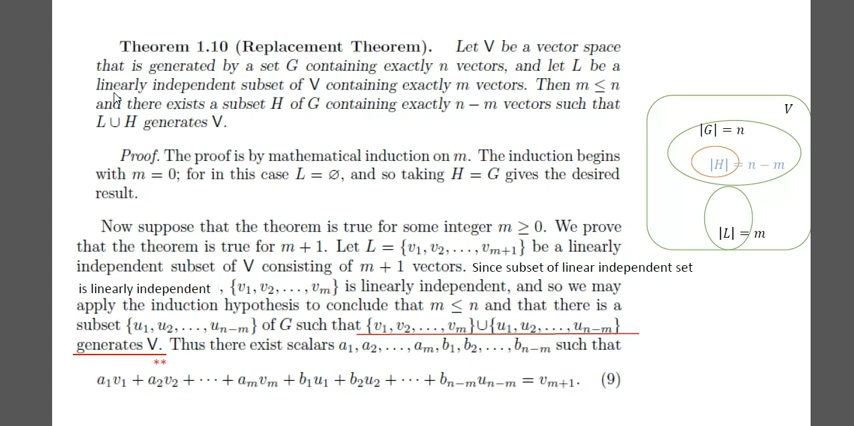 Theorem 1.10 (Replacement Theorem). Let V be a vector space
that is generated by a set G containing exactly n vectors, and let L be a
linearly independent subset of V containing exactly m vectors. Then m ≤ n
and there exists a subset H of G containing exactly n − m vectors such that
L ∪ H generates V.
Proof. The proof is by mathematical induction on m. The induction begins
with m = 0; for in this case L = ∅, and so taking H = G gives the desired
result.
Now suppose that the theorem is true for some integer m ≥ 0. We prove
that the theorem is true for m + 1. Let L = {v₁, v₂, . . . , vₘ₊₁} be a linearly
independent subset of V consisting of m + 1 vectors. Since subset of linear independent set
is linearly independent , {v₁, v₂, . . . , vₘ} is linearly independent, and so we may
apply the induction hypothesis to conclude that m ≤ n and that there is a
subset {u₁, u₂, . . . , uₙ₋ₘ} of G such that {v₁, v₂, . . . , vₘ}∪{u₁, u₂, . . . , uₙ₋ₘ}
generates V. Thus there exist scalars a₁, a₂, . . . , aₘ, b₁, b₂, . . . , bₙ₋ₘ such that
**
a₁v₁ + a₂v₂ + · · · + aₘvₘ + b₁u₁ + b₂u₂ + · · · + bₙ₋ₘuₙ₋ₘ = vₘ₊₁. (9)
V
|G| = n
|H| = n − m
|L| = m